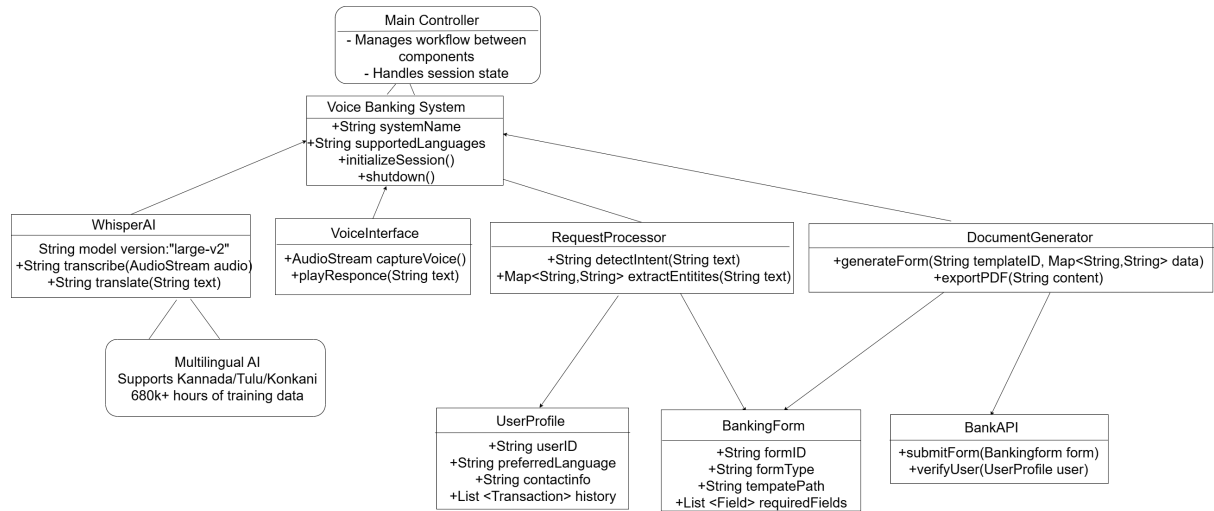 Main Controller
- Manages workflow between
components
- Handles session state
Voice Banking System
+String systemName
+String supportedLanguages
+initializeSession()
+shutdown()
WhisperAI
String model version:"large-v2"
+String transcribe(AudioStream audio)
+String translate(String text)
VoiceInterface
+AudioStream captureVoice()
+playResponce(String text)
RequestProcessor
+String detectIntent(String text)
+Map<String,String> extractEntitites(String text)
DocumentGenerator
+generateForm(String templateID, Map<String,String> data)
+exportPDF(String content)
Multilingual AI
Supports Kannada/Tulu/Konkani
680k+ hours of training data
UserProfile
+String userID
+String preferredLanguage
+String contactinfo
+List <Transaction> history
BankingForm
+String formID
+String formType
+String tempatePath
+List <Field> requiredFields
BankAPI
+submitForm(Bankingform form)
+verifyUser(UserProfile user)